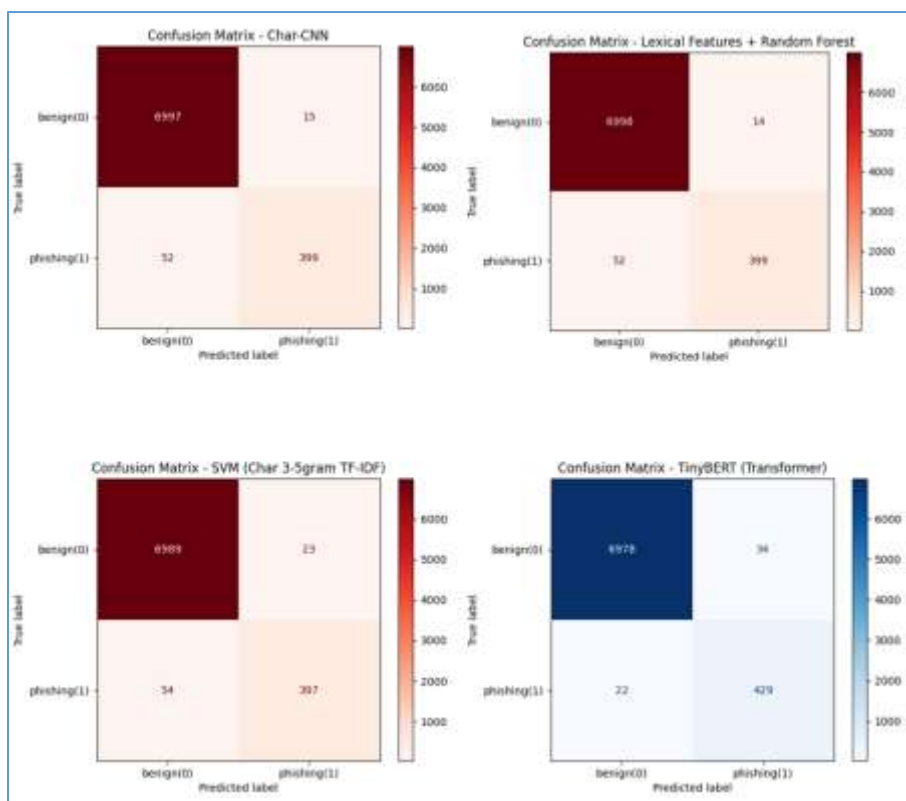 Confusion Matrix - Char-CNN
benign(0)
6997
15
phishing(1)
52
399
benign(0)
phishing(1)
Predicted label
True label
6000
5000
4000
3000
2000
1000
Confusion Matrix - Lexical Features + Random Forest
benign(0)
6998
14
phishing(1)
52
399
benign(0)
phishing(1)
Predicted label
True label
6000
5000
4000
3000
2000
1000
Confusion Matrix - SVM (Char 3-5gram TF-IDF)
benign(0)
6989
23
phishing(1)
54
397
benign(0)
phishing(1)
Predicted label
True label
6000
5000
4000
3000
2000
1000
Confusion Matrix - TinyBERT (Transformer)
benign(0)
6978
34
phishing(1)
22
429
benign(0)
phishing(1)
Predicted label
True label
6000
5000
4000
3000
2000
1000